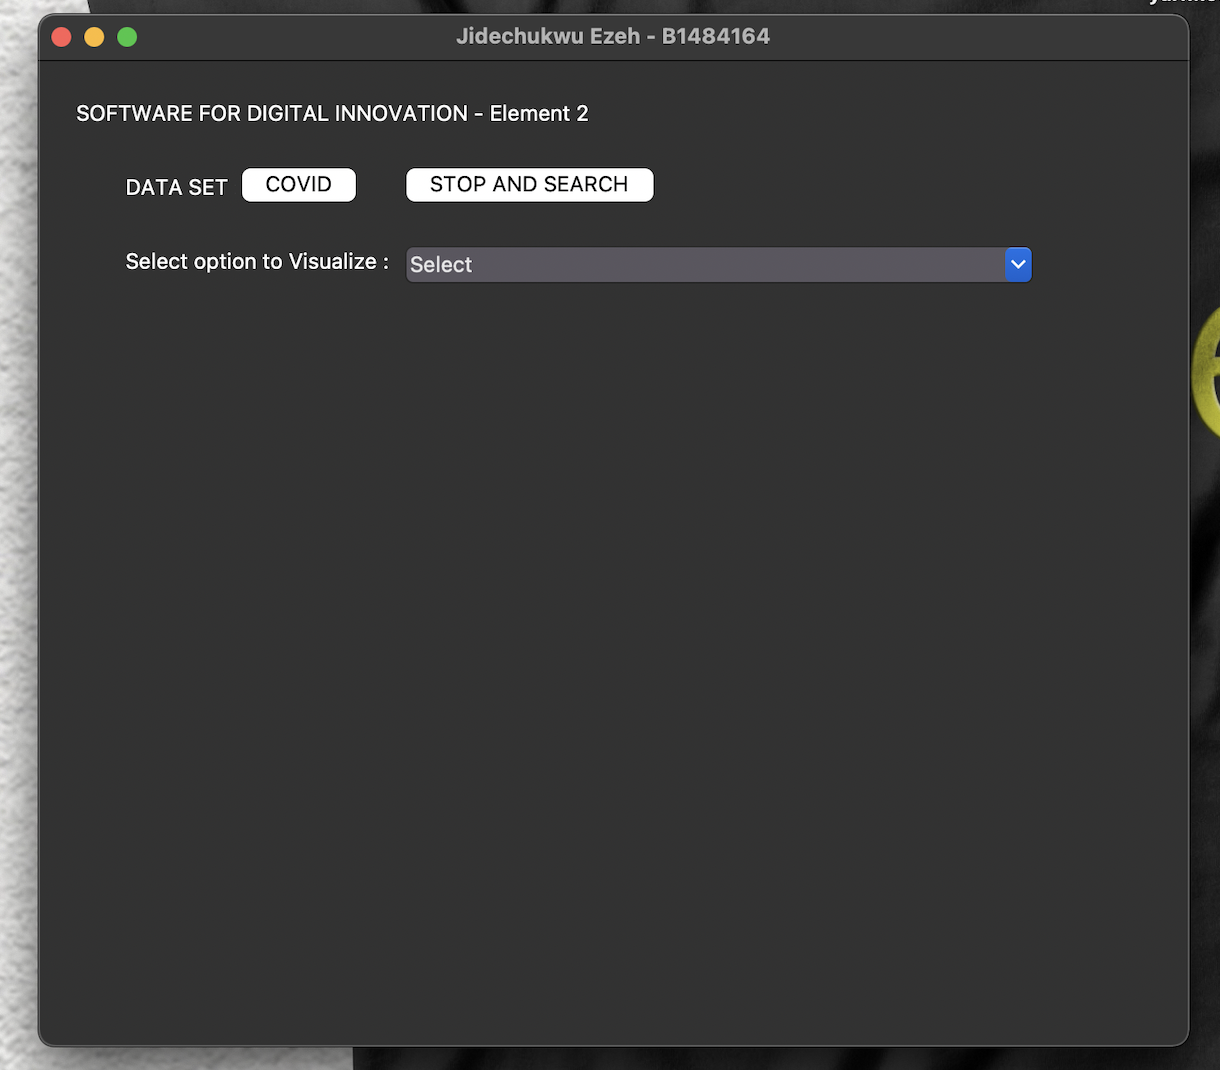 Jidechukwu Ezeh - B1484164
SOFTWARE FOR DIGITAL INNOVATION - Element 2
DATA SET COVID STOP AND SEARCH
Select option to Visualize : Select